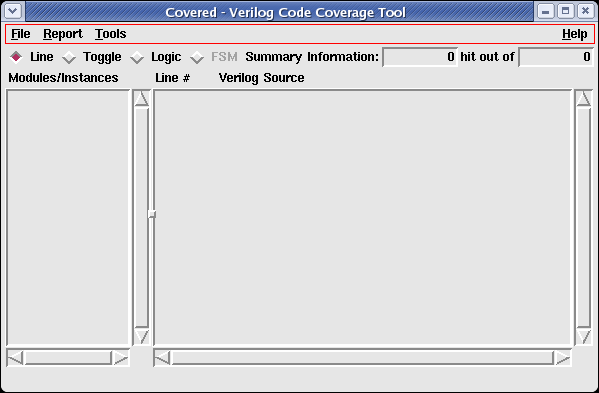 Covered - Verilog Code Coverage Tool
File Report Tools Help
Line Toggle Logic FSM Summary Information: 0 hit out of 0
Modules/Instances Line # Verilog Source